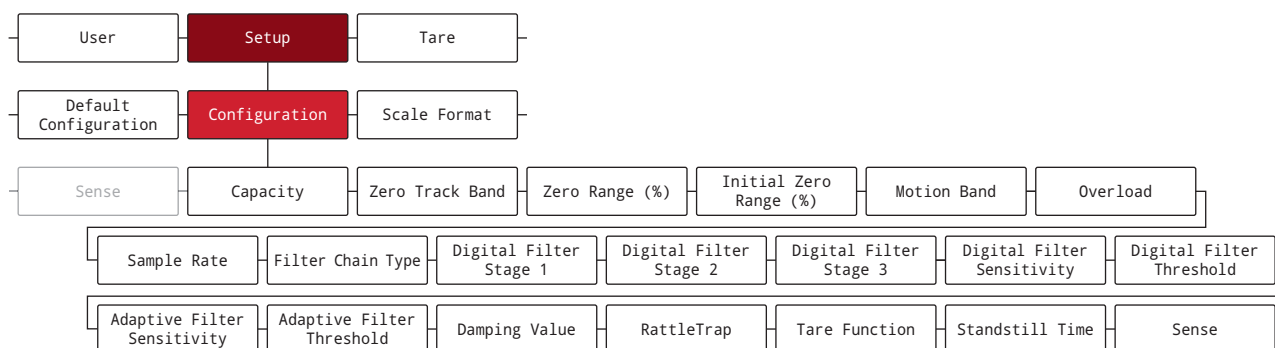 User
Setup
Tare
Default
Configuration
Configuration
Scale Format
Sense
Capacity
Zero Track Band
Zero Range (%)
Initial Zero
Range (%)
Motion Band
Overload
Sample Rate
Filter Chain Type
Digital Filter
Stage 1
Digital Filter
Stage 2
Digital Filter
Stage 3
Digital Filter
Sensitivity
Digital Filter
Threshold
Adaptive Filter
Sensitivity
Adaptive Filter
Threshold
Damping Value
RattleTrap
Tare Function
Standstill Time
Sense